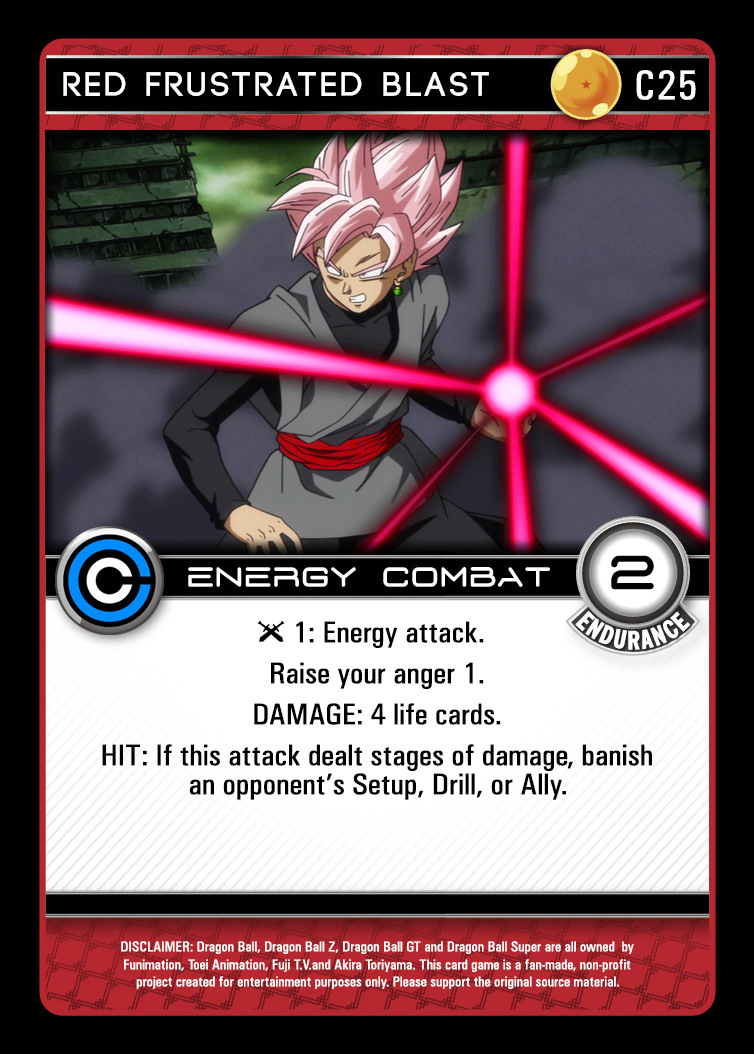 RED FRUSTRATED BLAST C25
ENERGY COMBAT
2
ENDURANCE
1: Energy attack.
Raise your anger 1.
DAMAGE: 4 life cards.
HIT: If this attack dealt stages of damage, banish
an opponent's Setup, Drill, or Ally.
DISCLAIMER: Dragon Ball, Dragon Ball Z, Dragon Ball GT and Dragon Ball Super are all owned by
Funimation, Toei Animation, Fuji T.V.and Akira Toriyama. This card game is a fan-made, non-profit
project created for entertainment purposes only. Please support the original source material.